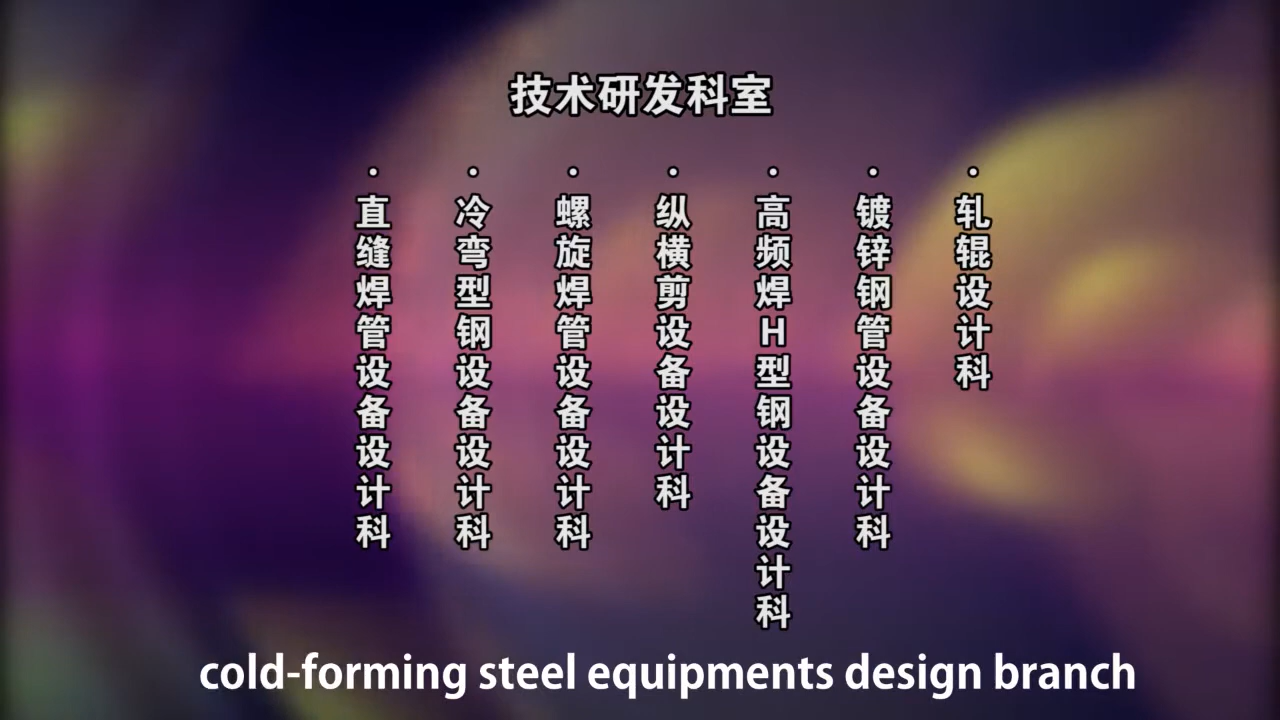 技术研发科室
·直缝焊管设备设计科
·冷弯型钢设备设计科
·螺旋焊管设备设计科
·纵横剪设备设计科
·高频焊H型钢设备设计科
·镀锌钢管设备设计科
·轧辊设计科
cold-forming steel equipments design branch